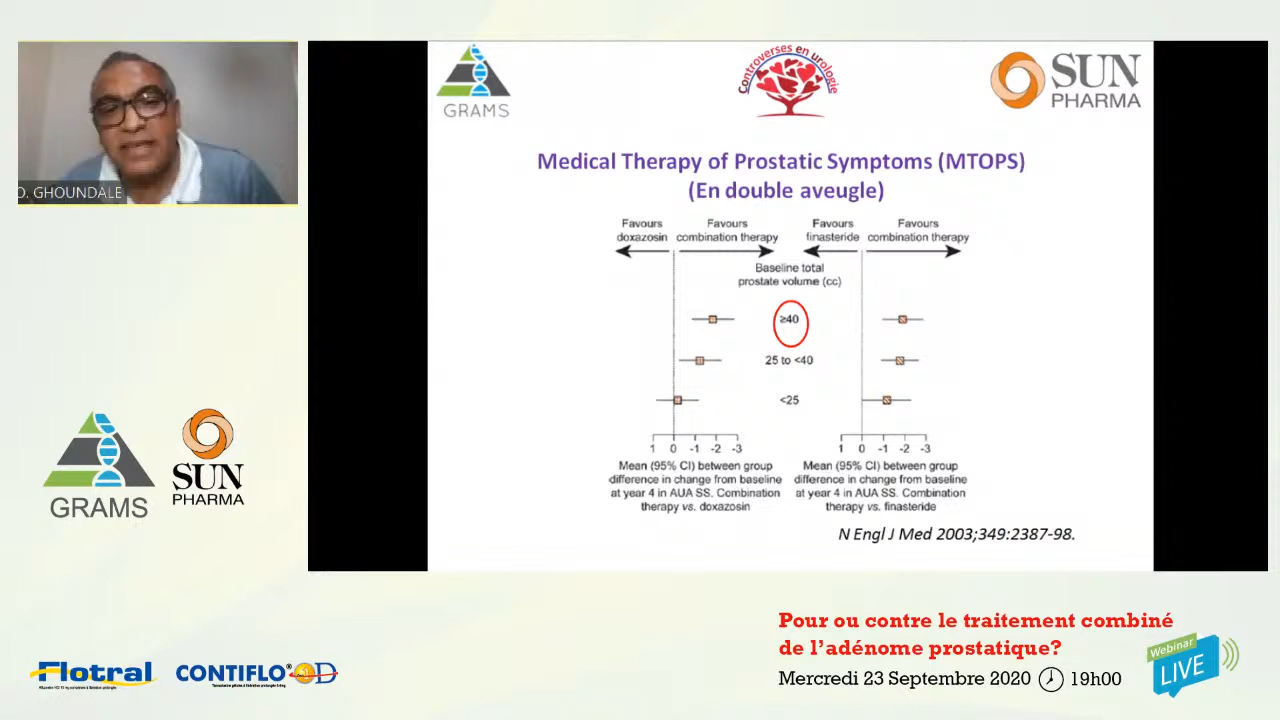 O. GHOUNDALE
GRAMS
Controverses en urologie
SUN
PHARMA
Medical Therapy of Prostatic Symptoms (MTOPS)
(En double aveugle)
Favours doxazosin
Favours combination therapy
Favours finasteride
Favours combination therapy
Baseline total
prostate volume (cc)
≥40
25 to <40
<25
1 0 -1 -2 -3
1 0 -1 -2 -3
Mean (95% CI) between group
difference in change from baseline
at year 4 in AUA SS. Combination
therapy vs. doxazosin
Mean (95% CI) between group
difference in change from baseline
at year 4 in AUA SS. Combination
therapy vs. finasteride
N Engl J Med 2003;349:2387-98.
GRAMS
SUN
PHARMA
Flotral
CONTIFLO® OD
Pour ou contre le traitement combiné
de l’adénome prostatique?
Mercredi 23 Septembre 2020 19h00
Webinar
LIVE